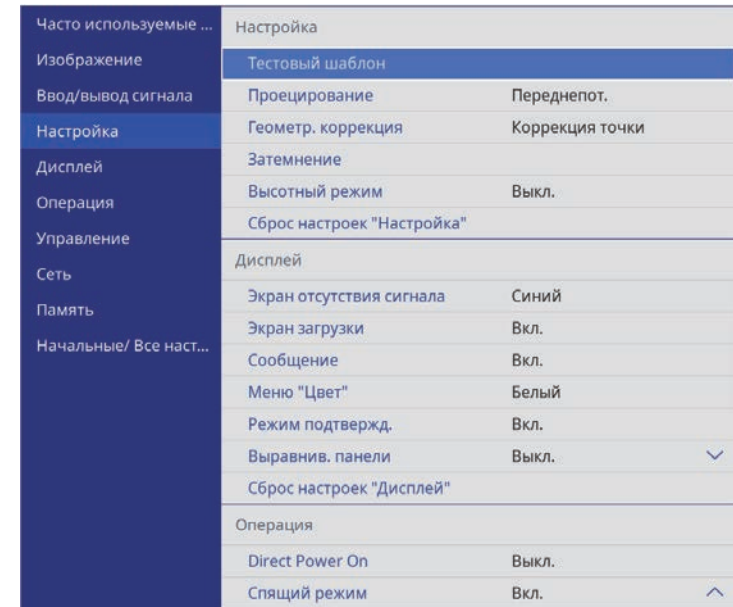 Часто используемые ...
Изображение
Ввод/вывод сигнала
Настройка
Дисплей
Операция
Управление
Сеть
Память
Начальные/ Все наст...
Настройка
Тестовый шаблон
Проецирование Переднепот.
Геометр. коррекция Коррекция точки
Затемнение
Высотный режим Выкл.
Сброс настроек "Настройка"
Дисплей
Экран отсутствия сигнала Синий
Экран загрузки Вкл.
Сообщение Вкл.
Меню "Цвет" Белый
Режим подтвержд. Вкл.
Выравнив. панели Выкл.
Сброс настроек "Дисплей"
Операция
Direct Power On Выкл.
Спящий режим Вкл.